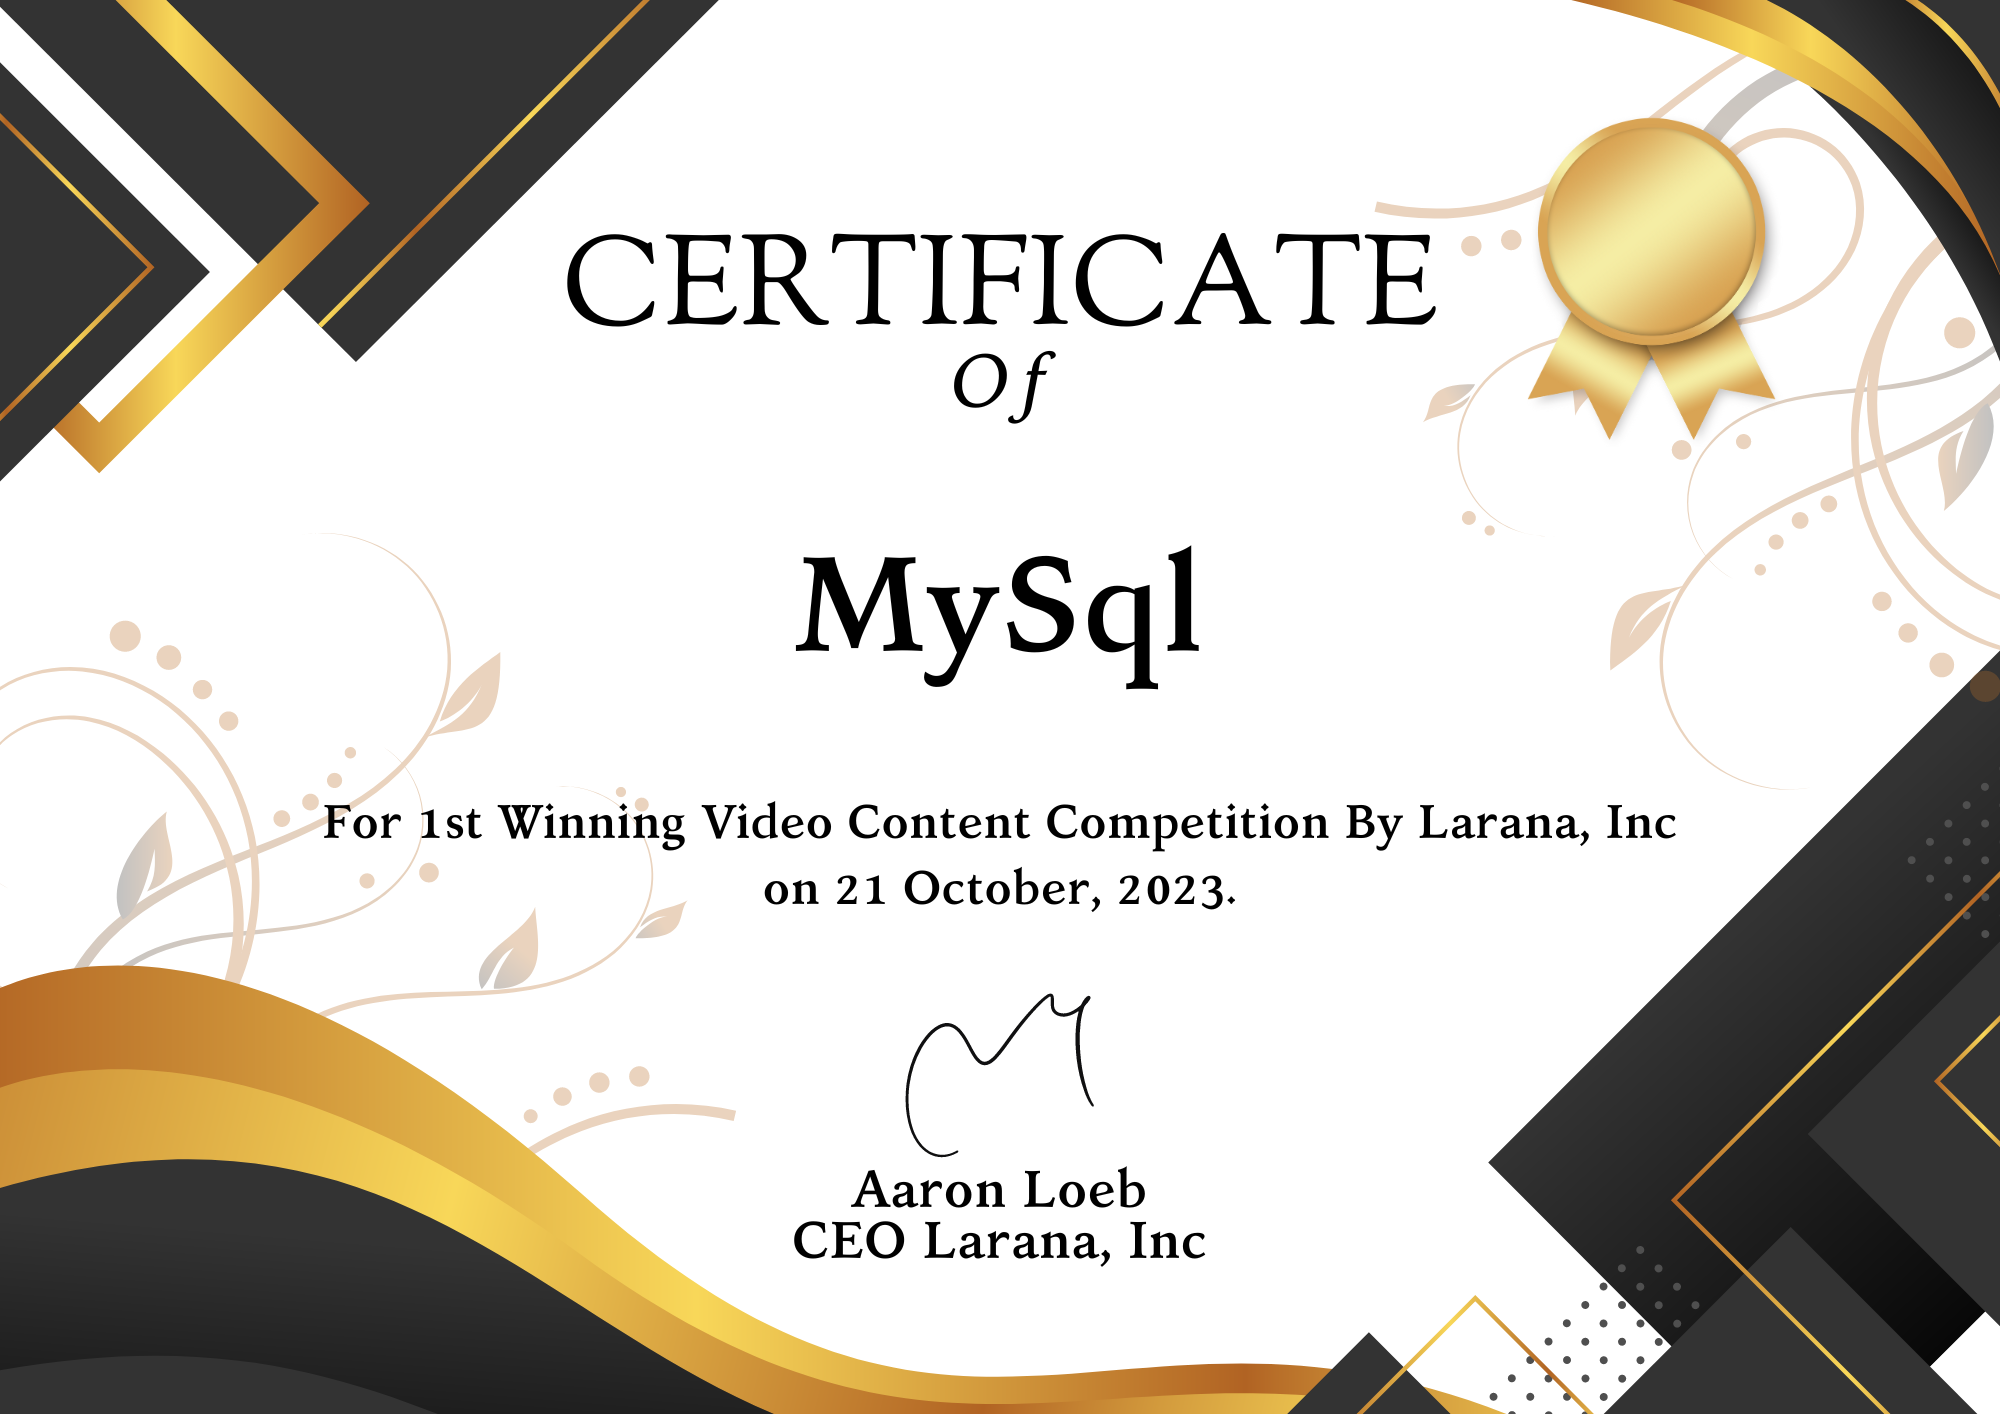 CERTIFICATE
Of
MySql
For 1st Winning Video Content Competition By Larana, Inc
on 21 October, 2023.
Aaron Loeb
CEO Larana, Inc